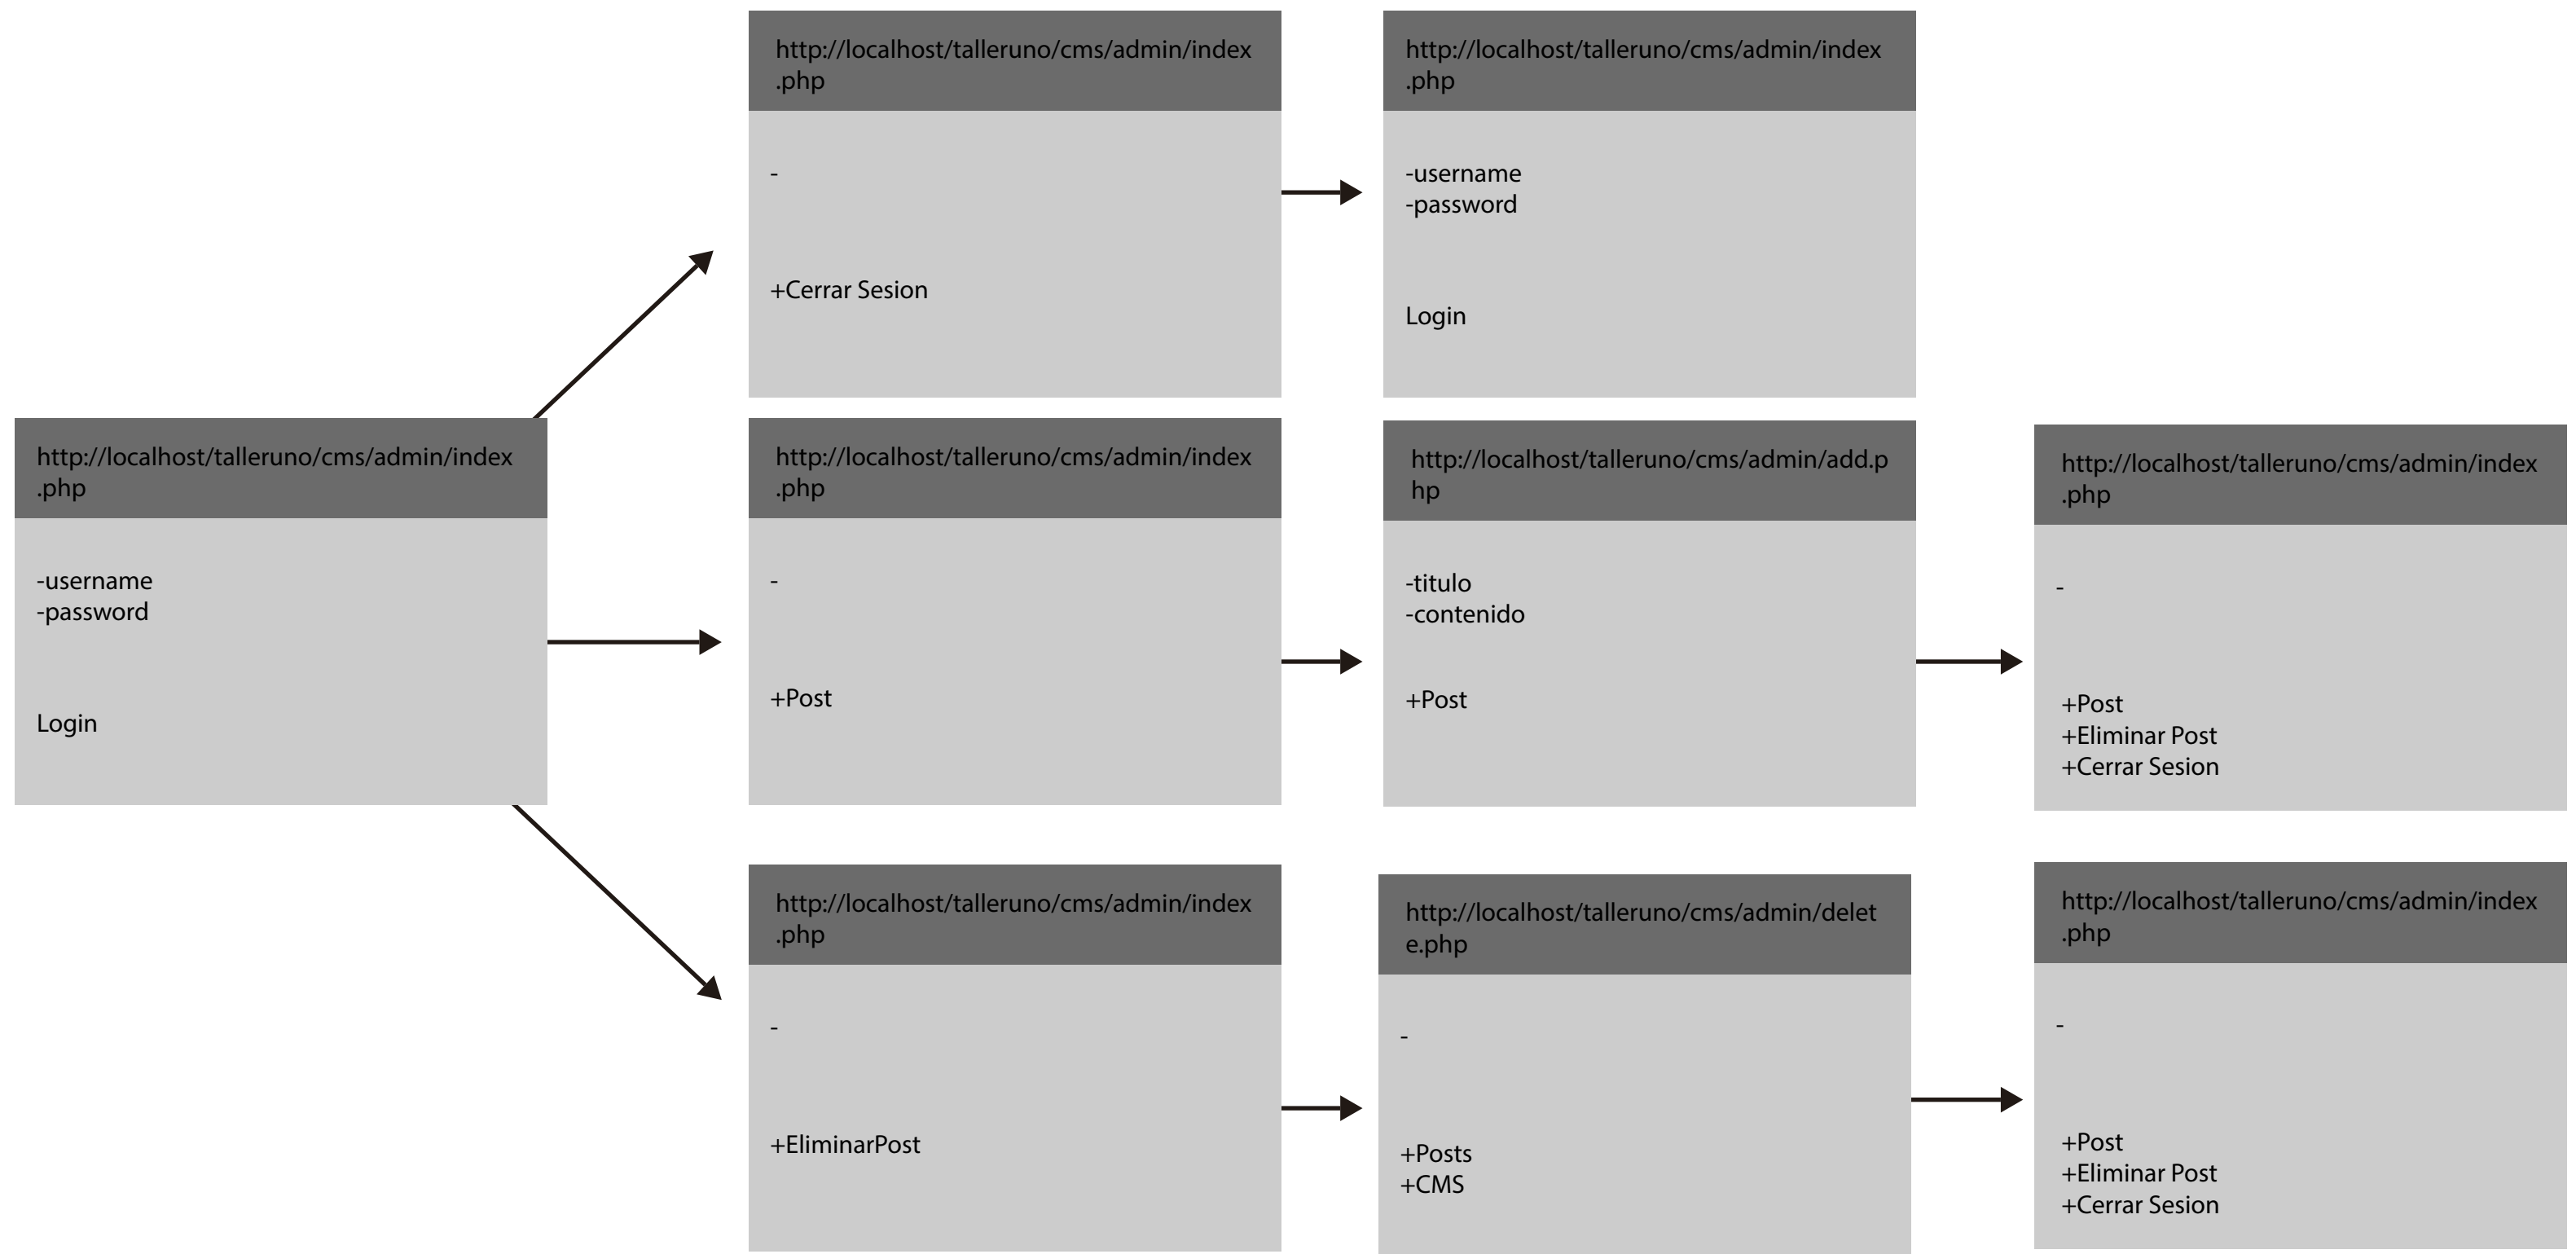 http://localhost/talleruno/cms/admin/index
.php
-
+Cerrar Sesion
http://localhost/talleruno/cms/admin/index
.php
-username
-password
Login
http://localhost/talleruno/cms/admin/index
.php
-username
-password
Login
http://localhost/talleruno/cms/admin/index
.php
-
+Post
http://localhost/talleruno/cms/admin/add.p
hp
-titulo
-contenido
+Post
http://localhost/talleruno/cms/admin/index
.php
-
+Post
+Eliminar Post
+Cerrar Sesion
http://localhost/talleruno/cms/admin/index
.php
-
+EliminarPost
http://localhost/talleruno/cms/admin/delet
e.php
-
+Posts
+CMS
http://localhost/talleruno/cms/admin/index
.php
-
+Post
+Eliminar Post
+Cerrar Sesion